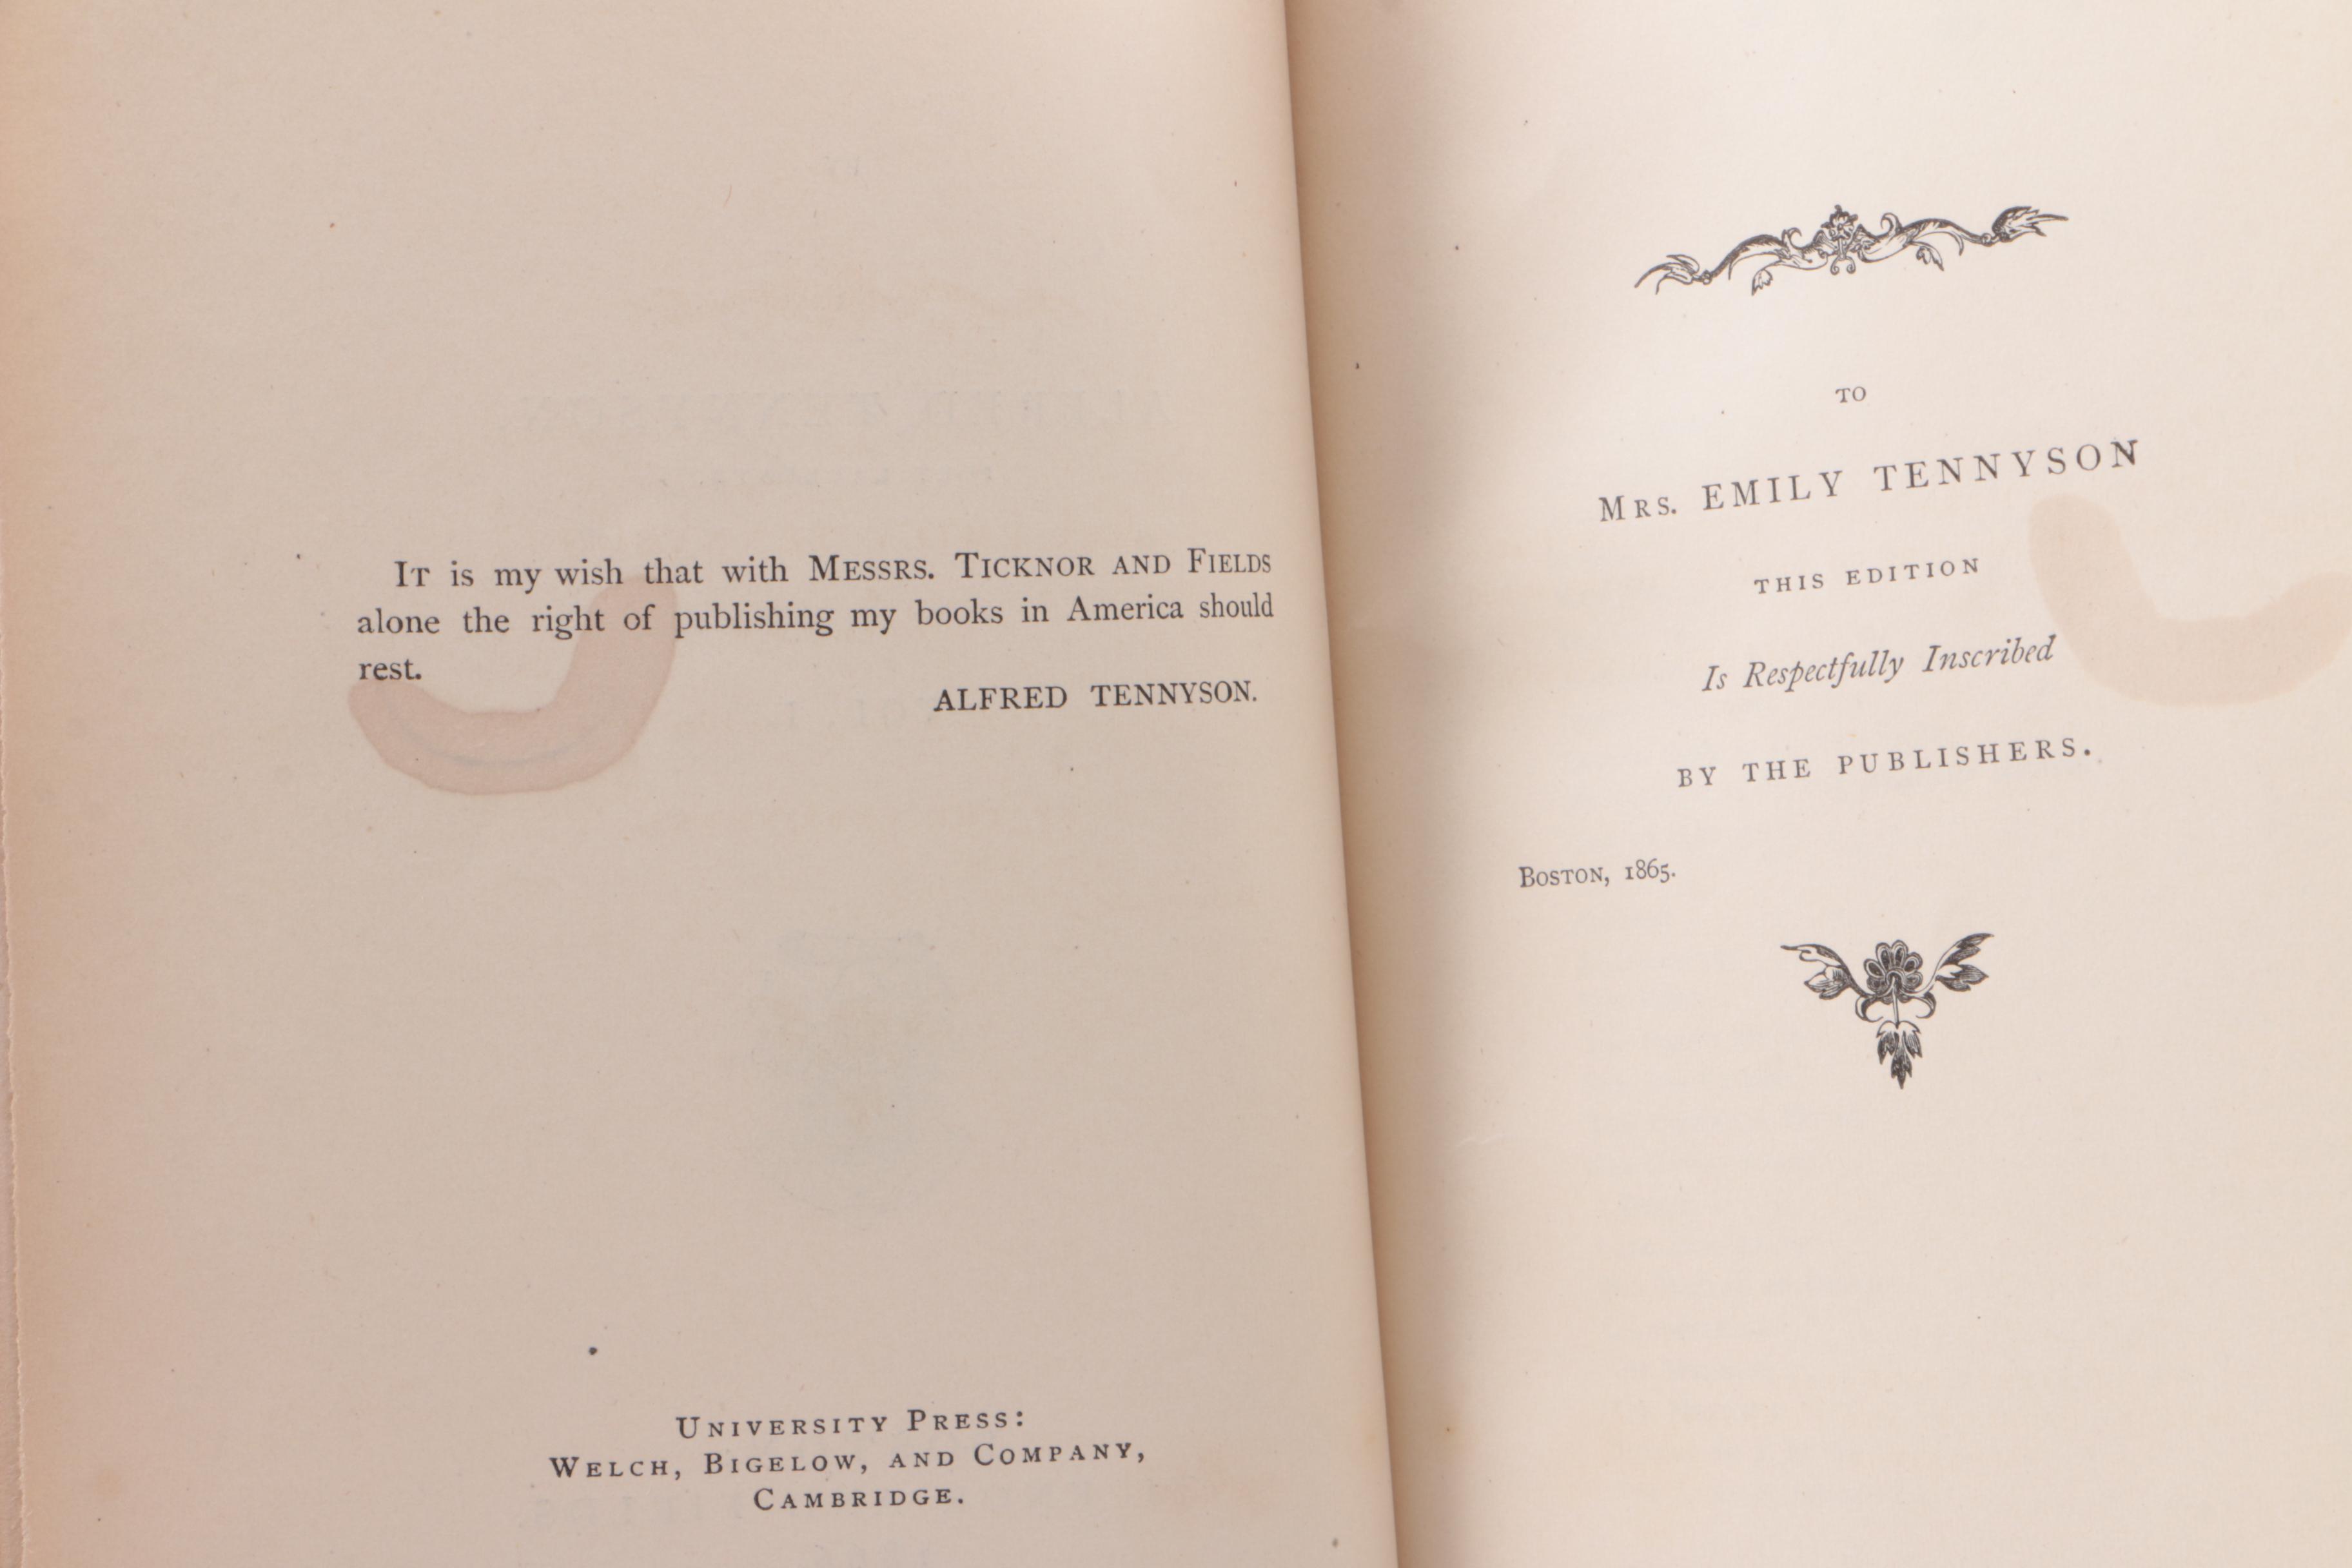 It is my wish that with Messrs. Ticknor and Fields
alone the right of publishing my books in America should
rest.
ALFRED TENNYSON.
University Press:
Welch, Bigelow, and Company,
Cambridge.
TO
Mrs. EMILY TENNYSON
THIS EDITION
Is Respectfully Inscribed
BY THE PUBLISHERS.
Boston, 1865.